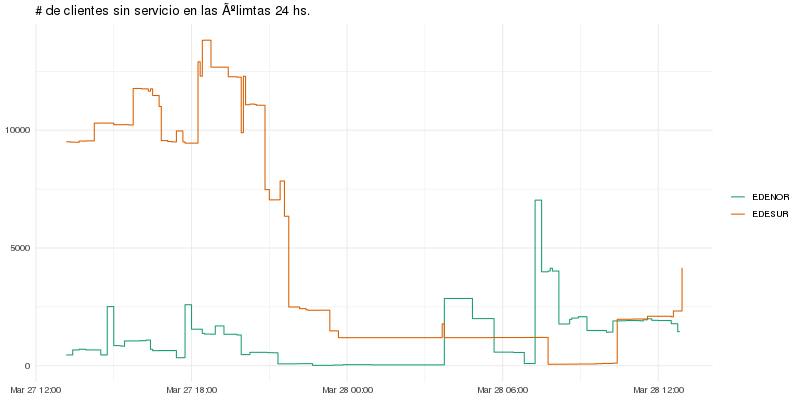 # de clientes sin servicio en las Ãºlimtas 24 hs.
10000
5000
0
Mar 27 12:00
Mar 27 18:00
Mar 28 00:00
Mar 28 06:00
Mar 28 12:00
EDENOR
EDESUR